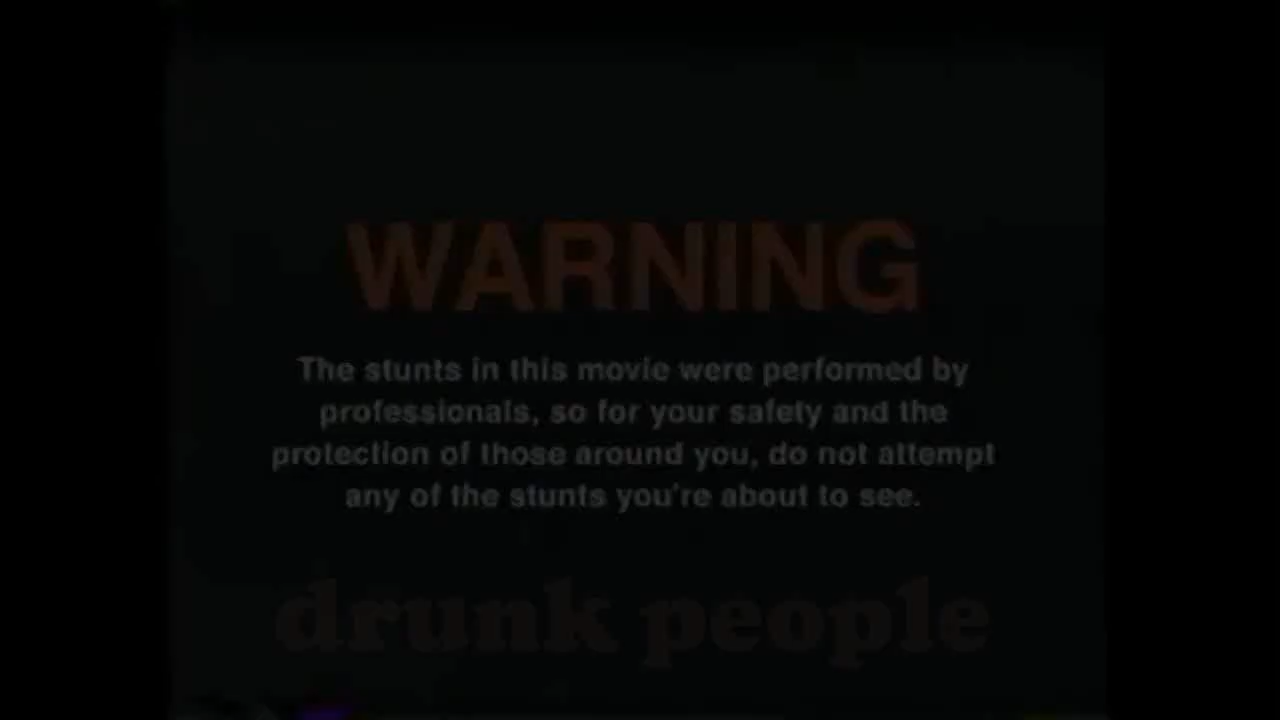 WARNING
The stunts in this movie were performed by
professionals, so for your safety and the
protection of those around you, do not attempt
any of the stunts you're about to see.
drunk people